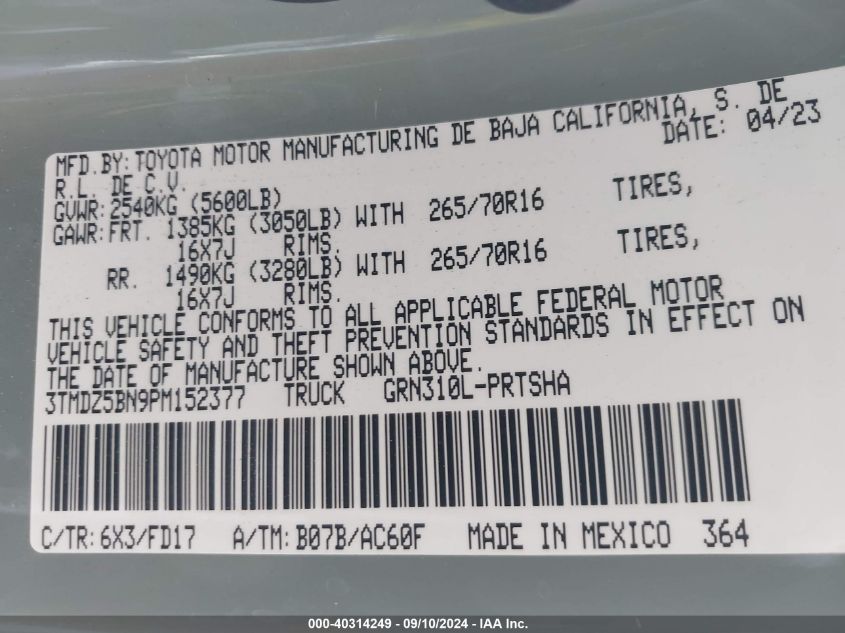 MFD.BY: TOYOTA MOTOR MANUFACTURING DE BAJA CALIFORNIA, S. DE
R.L. DE C.V. DATE: 04/23
GVWR: 2540KG (5600LB)
GAWR: FRT. 1385KG (3050LB) WITH 265/70R16 TIRES,
16X7J RIMS.
RR. 1490KG (3280LB) WITH 265/70R16 TIRES,
16X7J RIMS.
THIS VEHICLE CONFORMS TO ALL APPLICABLE FEDERAL MOTOR
VEHICLE SAFETY AND THEFT PREVENTION STANDARDS IN EFFECT ON
THE DATE OF MANUFACTURE SHOWN ABOVE.
3TMDZ5BN9PM152377 TRUCK GRN310L-PRTSHA
C/TR: 6X3/FD17 A/TM: B07B/AC60F MADE IN MEXICO 364
000-40314249 - 09/10/2024 - IAA Inc.